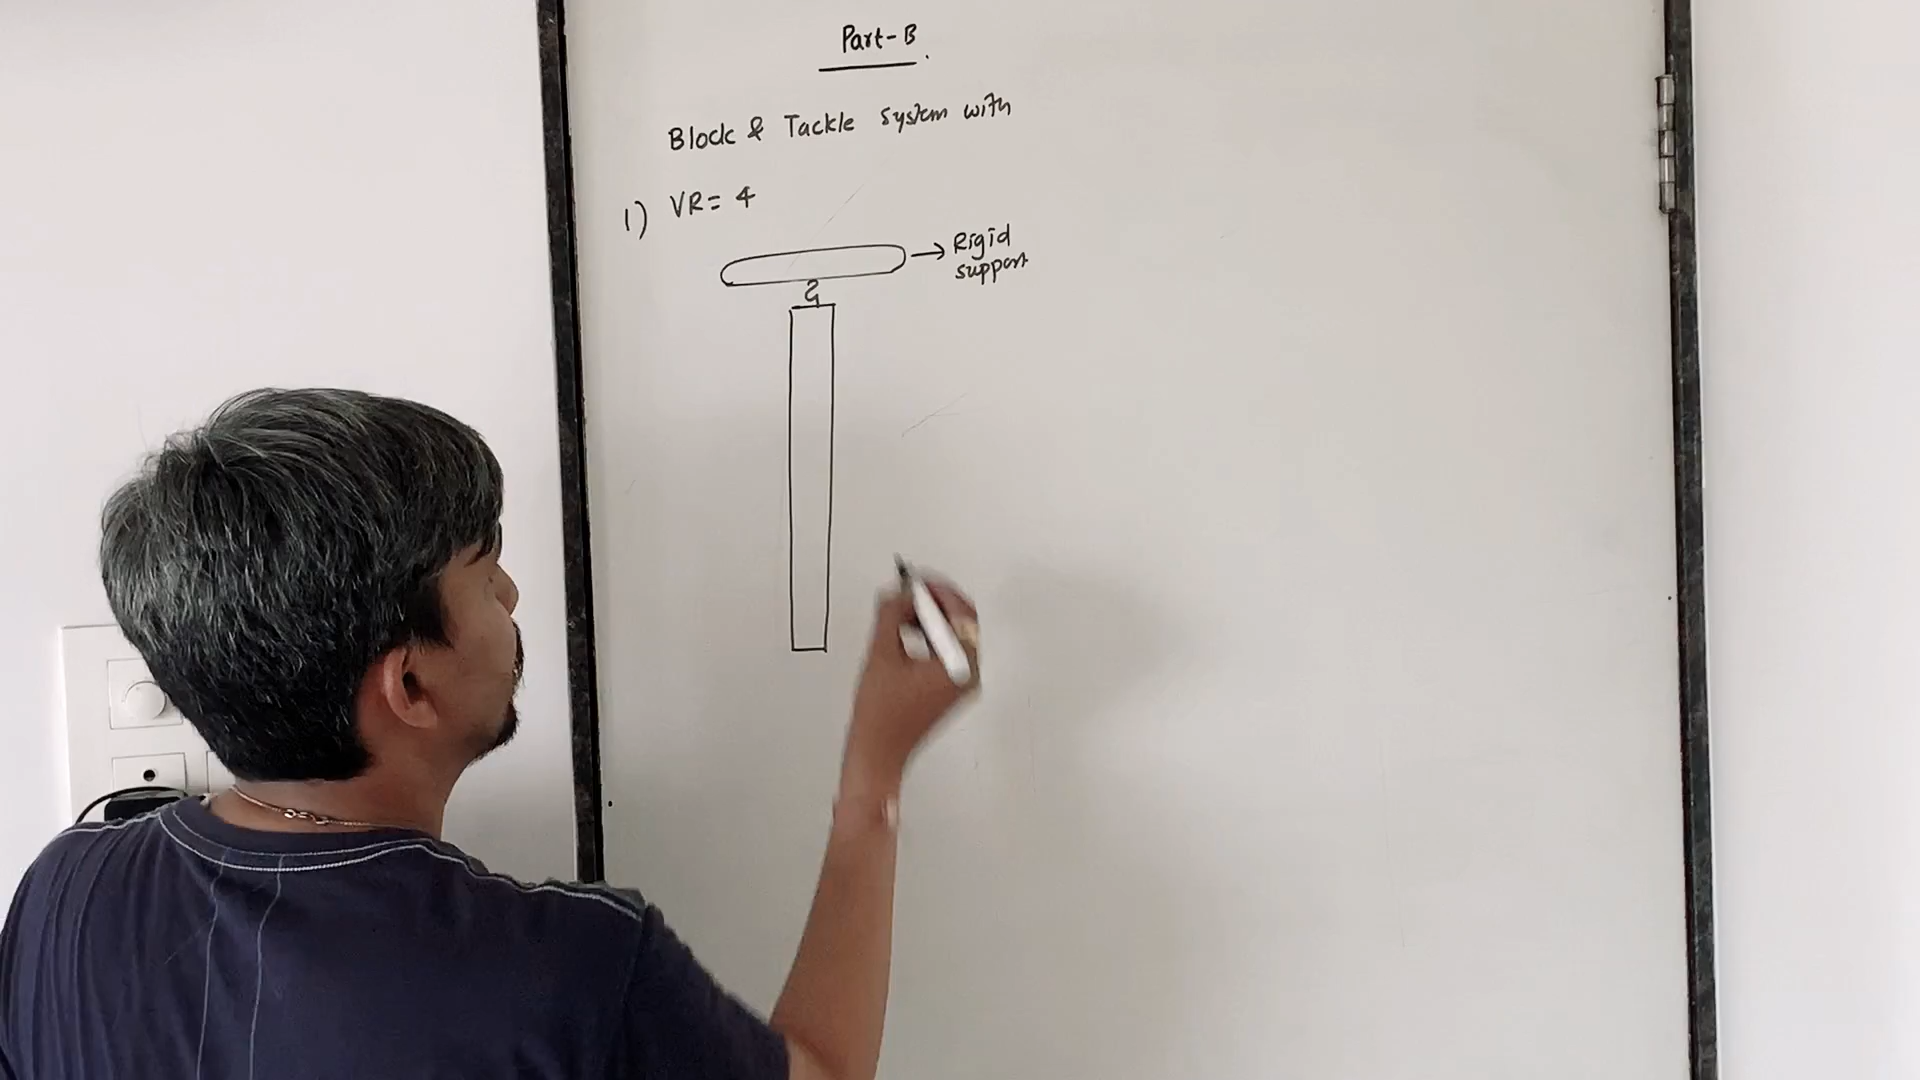 Part-B.
Block & Tackle System with
1) VR = 4
Rigid
support